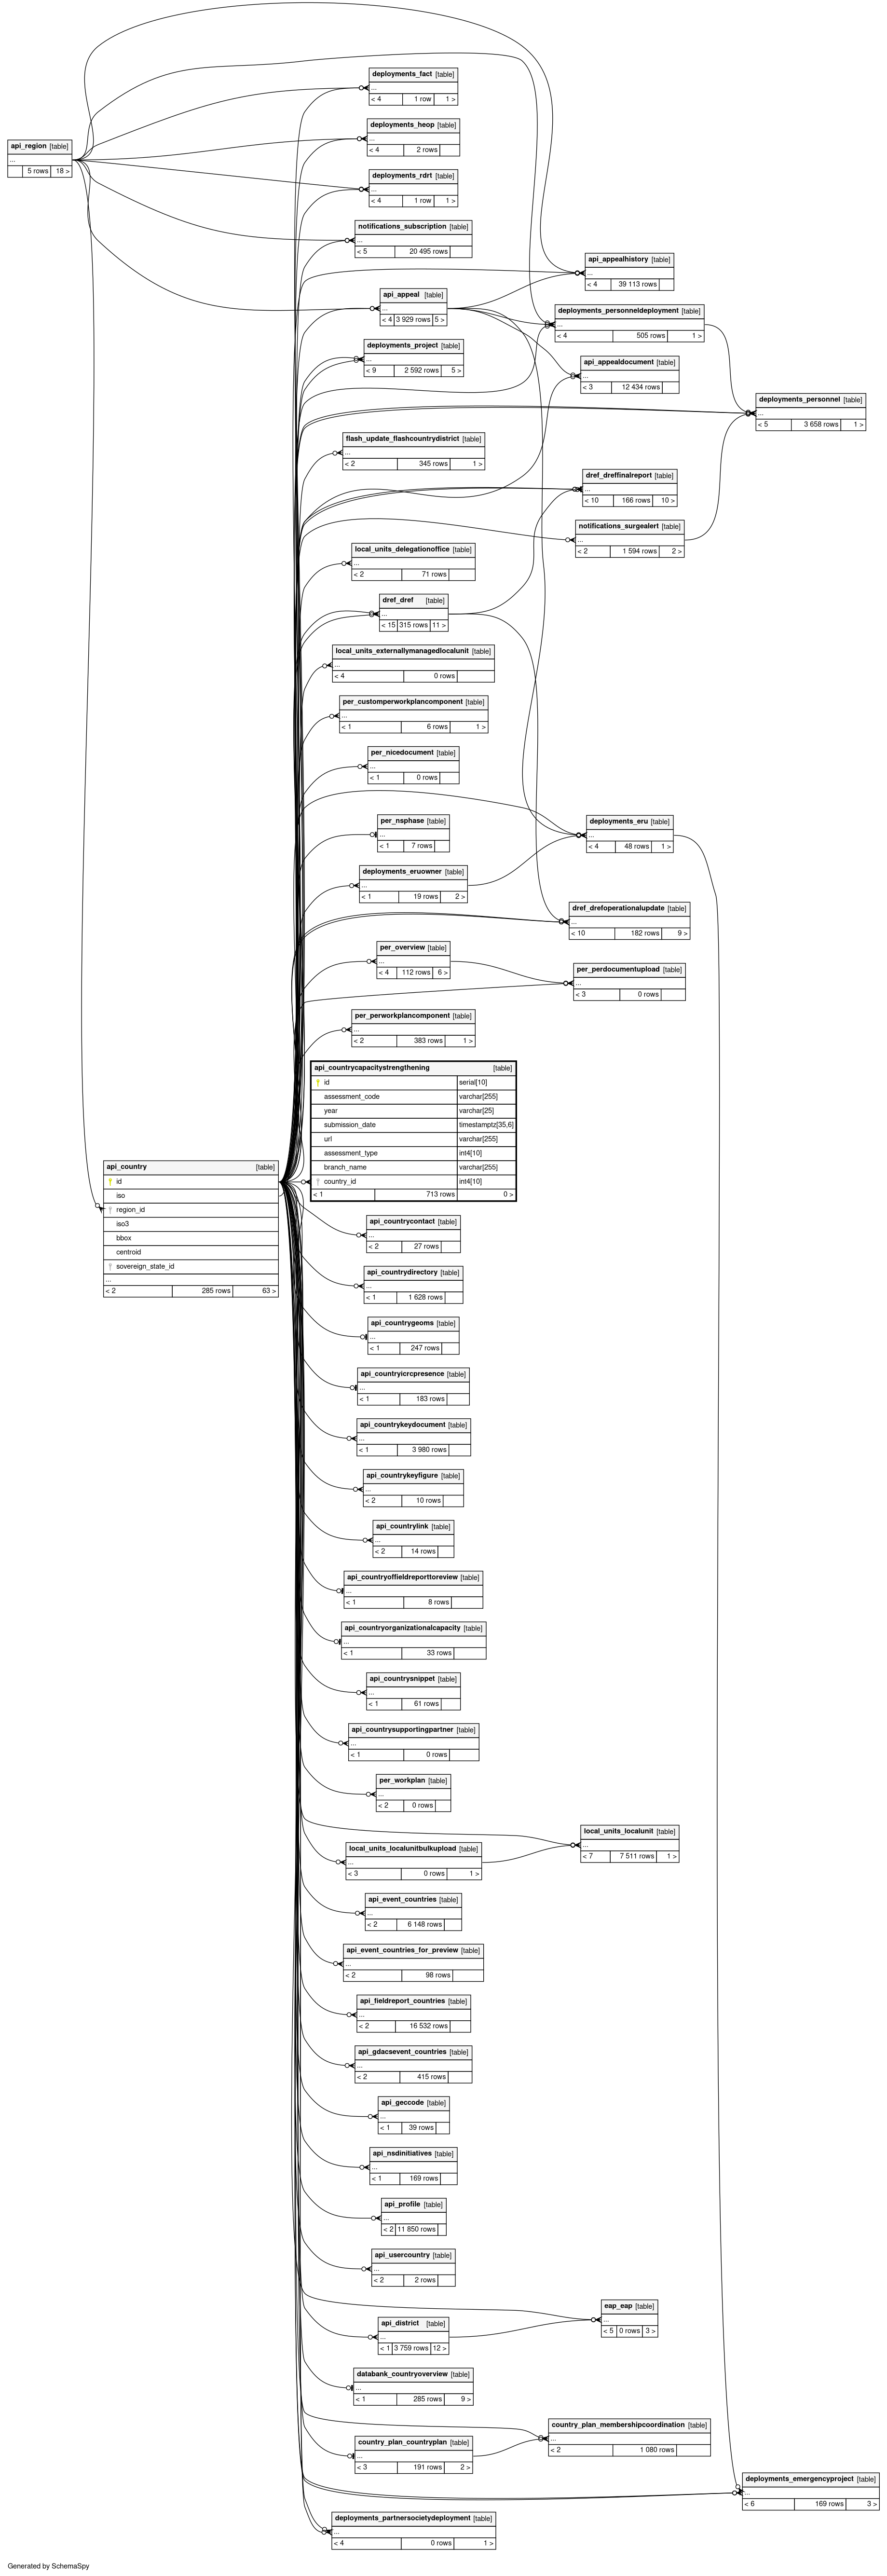 deployments_fact [table]
...
< 4 1 row 1 >
deployments_heop [table]
...
< 4 2 rows
api_region [table]
...
5 rows 18 >
deployments_rdrt [table]
...
< 4 1 row 1 >
notifications_subscription [table]
...
< 5 20 495 rows
api_appealhistory [table]
...
< 4 39 113 rows
api_appeal [table]
...
< 4 3 929 rows 5 >
deployments_personneldeployment [table]
...
< 4 505 rows 1 >
deployments_project [table]
...
< 9 2 592 rows 5 >
api_appealdocument [table]
...
< 3 12 434 rows
deployments_personnel [table]
...
< 5 3 658 rows 1 >
flash_update_flashcountrydistrict [table]
...
< 2 345 rows 1 >
dref_dreffinalreport [table]
...
< 10 166 rows 10 >
notifications_surgealert [table]
...
< 2 1 594 rows 2 >
local_units_delegationoffice [table]
...
< 2 71 rows
dref_dref [table]
...
< 15 315 rows 11 >
local_units_externallymanagedlocalunit [table]
...
< 4 0 rows
per_customperworkplancomponent [table]
...
< 1 6 rows 1 >
per_nicedocument [table]
...
< 1 0 rows
per_nsphase [table]
...
< 1 7 rows
deployments_eru [table]
...
< 4 48 rows 1 >
deployments_eruowner [table]
...
< 1 19 rows 2 >
dref_drefoperationalupdate [table]
...
< 10 182 rows 9 >
per_overview [table]
...
< 4 112 rows 6 >
per_perdocumentupload [table]
...
< 3 0 rows
per_perworkplancomponent [table]
...
< 2 383 rows 1 >
api_countrycapacitystrengthening [table]
id serial[10]
assessment_code varchar[255]
year varchar[25]
submission_date timestamptz[35,6]
url varchar[255]
assessment_type int4[10]
branch_name varchar[255]
country_id int4[10]
< 1 713 rows 0 >
api_country [table]
id
iso
region_id
iso3
bbox
centroid
sovereign_state_id
...
< 2 285 rows 63 >
api_countrycontact [table]
...
< 2 27 rows
api_countrydirectory [table]
...
< 1 1 628 rows
api_countrygeoms [table]
...
< 1 247 rows
api_countryicrcpresence [table]
...
< 1 183 rows
api_countrykeydocument [table]
...
< 1 3 980 rows
api_countrykeyfigure [table]
...
< 2 10 rows
api_countrylink [table]
...
< 2 14 rows
api_countryoffieldreporttoreview [table]
...
< 1 8 rows
api_countryorganizationalcapacity [table]
...
< 1 33 rows
api_countrysnippet [table]
...
< 1 61 rows
api_countrysupportingpartner [table]
...
< 1 0 rows
per_workplan [table]
...
< 2 0 rows
local_units_localunit [table]
...
< 7 7 511 rows 1 >
local_units_localunitbulkupload [table]
...
< 3 0 rows 1 >
api_event_countries [table]
...
< 2 6 148 rows
api_event_countries_for_preview [table]
...
< 2 98 rows
api_fieldreport_countries [table]
...
< 2 16 532 rows
api_gdacsevent_countries [table]
...
< 2 415 rows
api_geccode [table]
...
< 1 39 rows
api_nsdinitiatives [table]
...
< 1 169 rows
api_profile [table]
...
< 2 11 850 rows
api_usercountry [table]
...
< 2 2 rows
eap_eap [table]
...
< 5 0 rows 3 >
api_district [table]
...
< 1 3 759 rows 12 >
databank_countryoverview [table]
...
< 1 285 rows 9 >
country_plan_membershipcoordination [table]
...
< 2 1 080 rows
country_plan_countryplan [table]
...
< 3 191 rows 2 >
deployments_emergencyproject [table]
...
< 6 169 rows 3 >
deployments_partnersocietydeployment [table]
...
< 4 0 rows 1 >
Generated by SchemaSpy